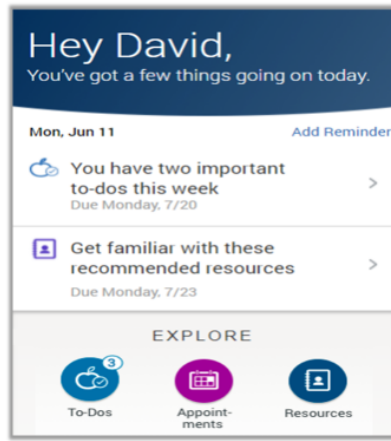 Hey David,
You've got a few things going on today.
Mon, Jun 11 Add Reminder
You have two important
to-dos this week
Due Monday, 7/20
Get familiar with these
recommended resources
Due Monday, 7/23
EXPLORE
3
To-Dos
Appoint-
ments
Resources